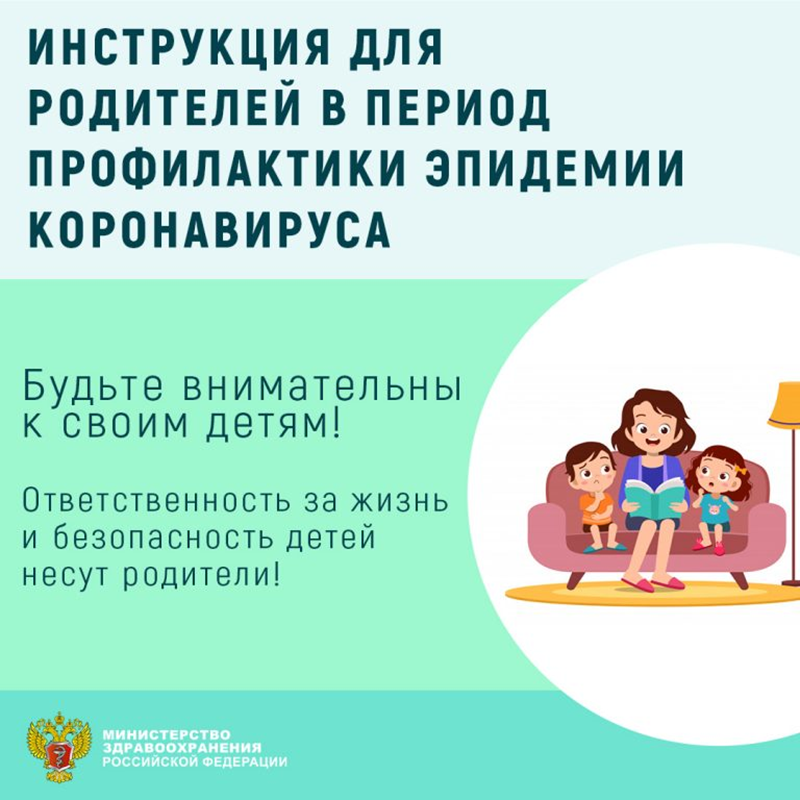 ИНСТРУКЦИЯ ДЛЯ
РОДИТЕЛЕЙ В ПЕРИОД
ПРОФИЛАКТИКИ ЭПИДЕМИИ
КОРОНАВИРУСА
Будьте внимательны
к своим детям!
Ответственность за жизнь
и безопасность детей
несут родители!
МИНИСТЕРСТВО
ЗДРАВООХРАНЕНИЯ
РОССИЙСКОЙ ФЕДЕРАЦИИ